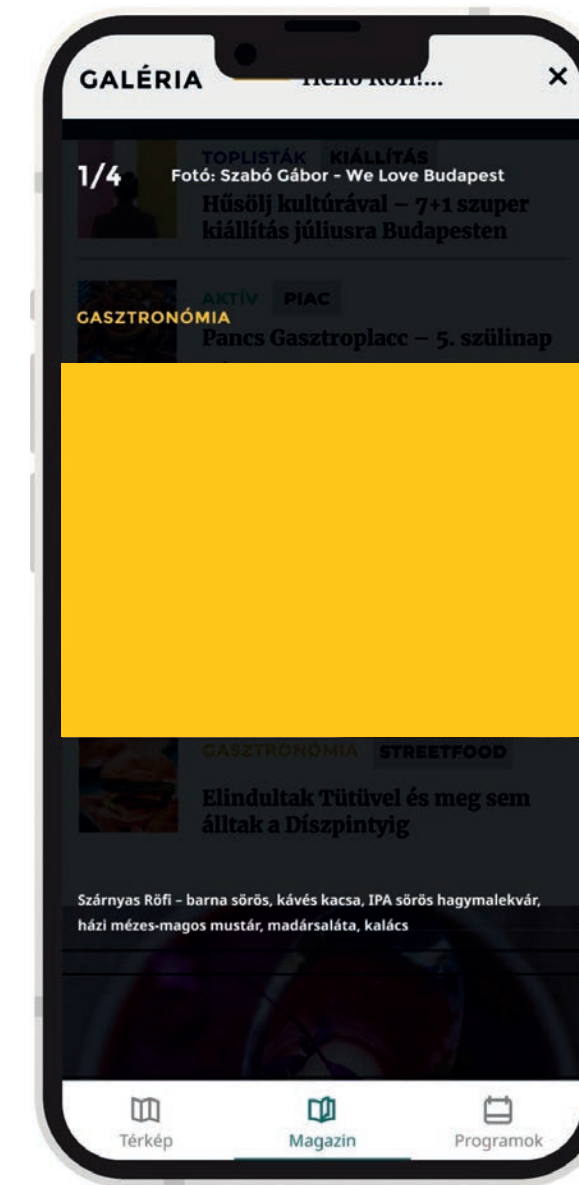 GALÉRIA
Helló Röfi!...
1/4
Fotó: Szabó Gábor - We Love Budapest
TOPLISTÁK KIÁLLÍTÁS
Hűsölj kultúrával – 7+1 szuper
kiállítás júliusra Budapesten
AKTÍV PIAC
GASZTRONÓMIA
Pancs Gasztroplacc – 5. szülinap
GASZTRONÓMIA STREETFOOD
Elindultak Tütüvel és meg sem
álltak a Díszpintyig
Szárnyas Röfi – barna sörös, kávés kacsa, IPA sörös hagymalekvár,
házi mézes-magos mustár, madársaláta, kalács
Térkép
Magazin
Programok